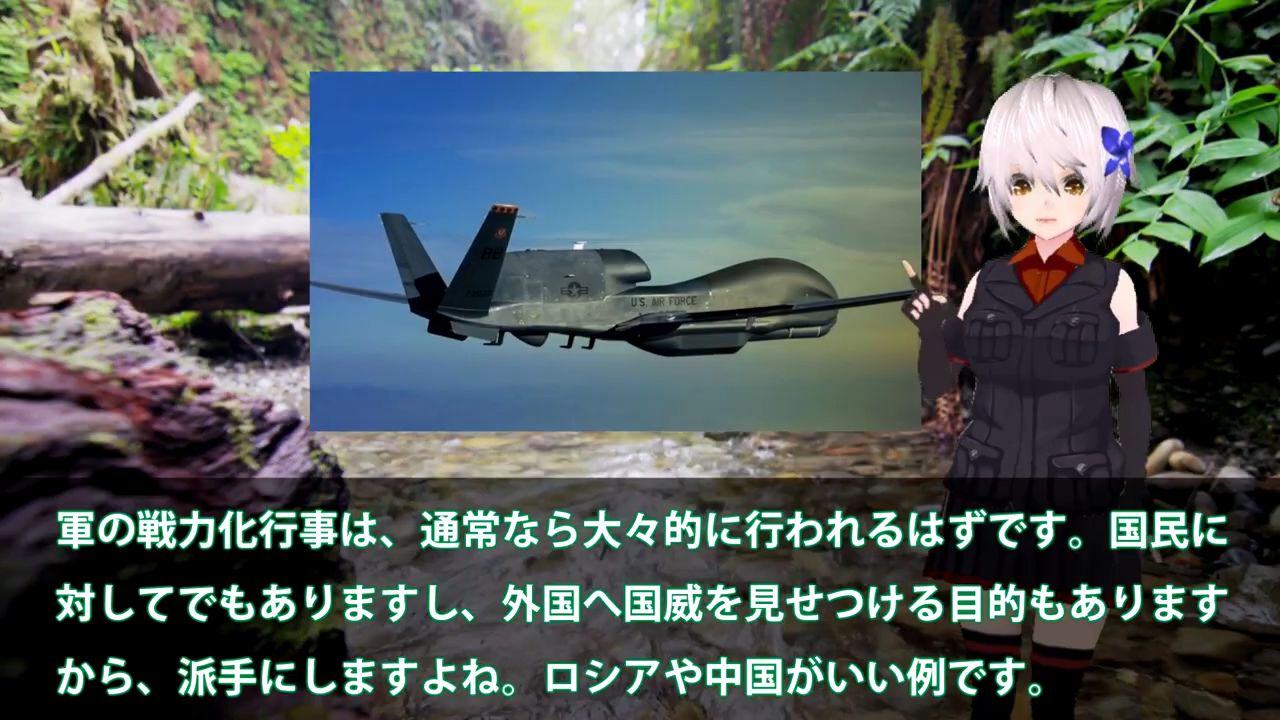 BB
U.S. AIR FORCE
軍の戦力化行事は、通常なら大々的に行われるはずです。国民に
対してでもありますし、外国へ国威を見せつける目的もあります
から、派手にしますよね。ロシアや中国がいい例です。